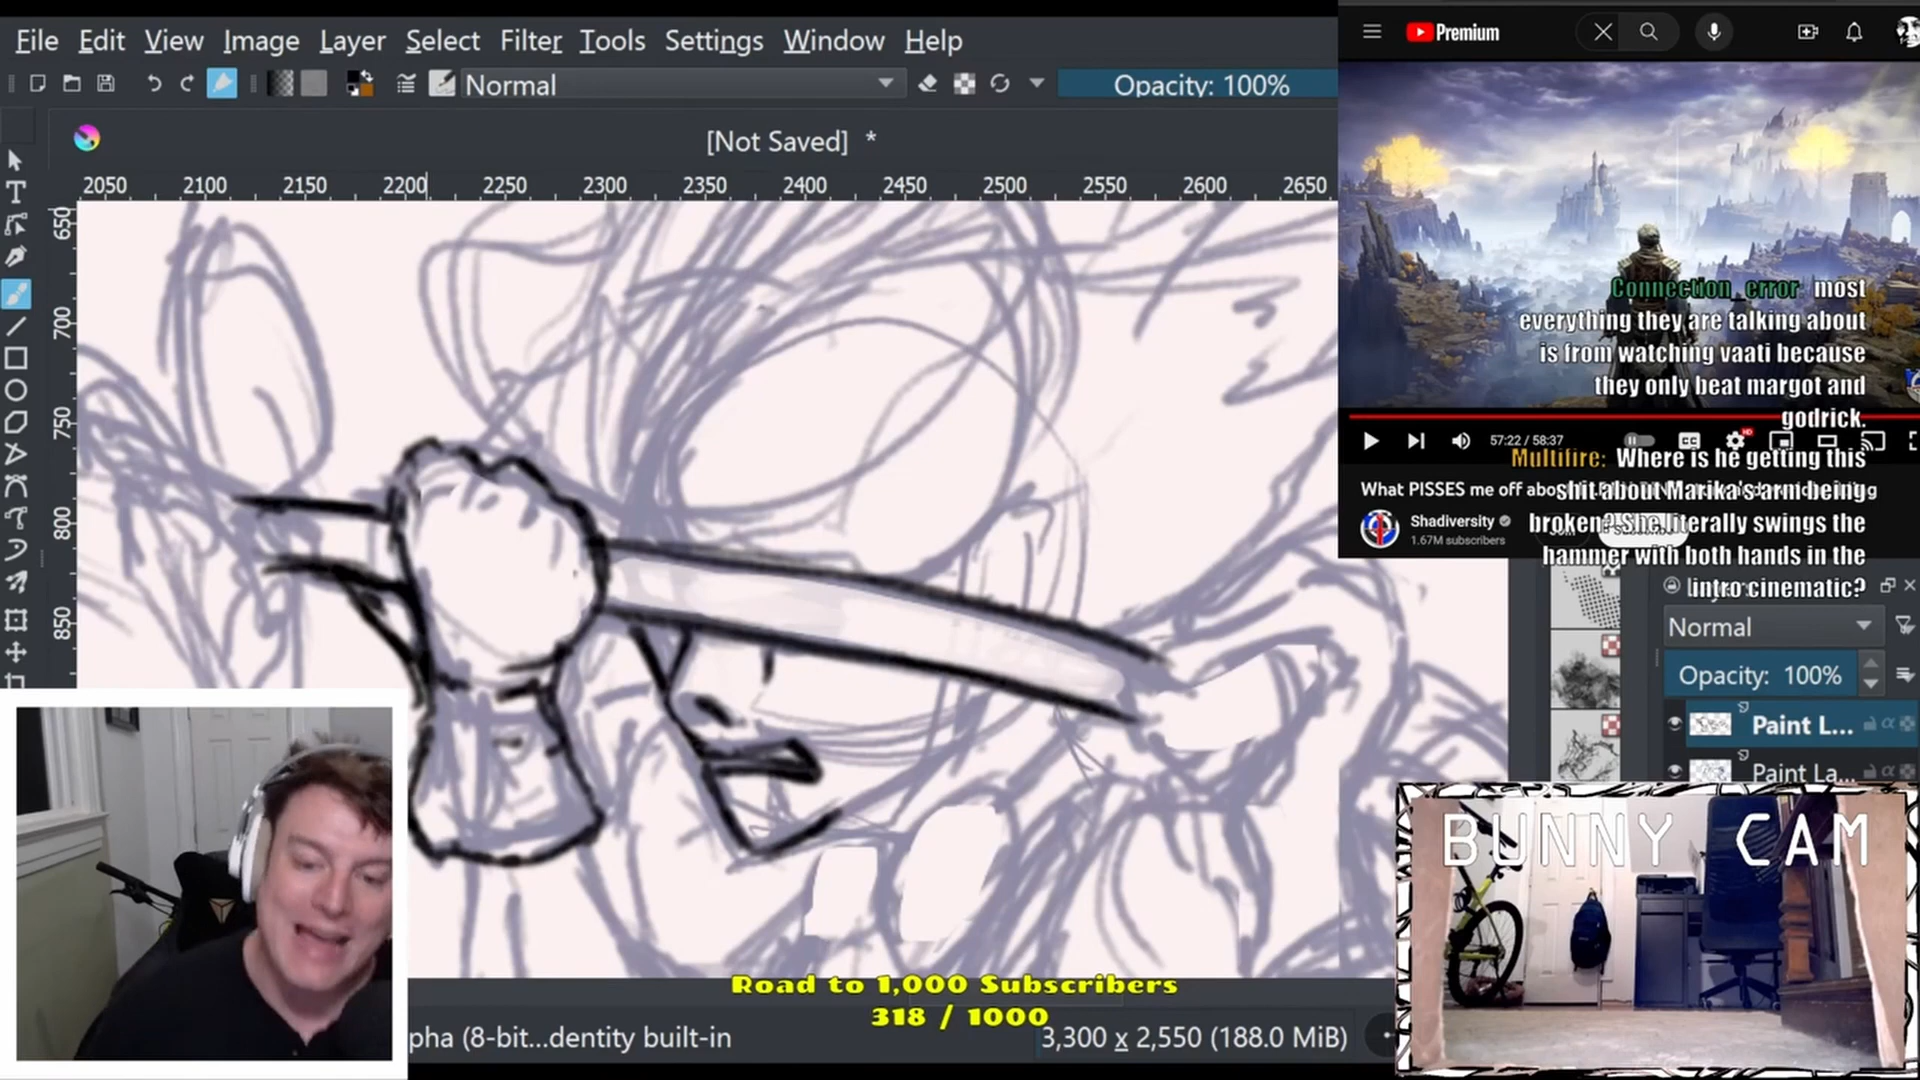 File Edit View Image Layer Select Filter Tools Settings Window Help
Premium
Normal
Opacity: 100%
[Not Saved] *
2050 2100 2150 2200 2250 2300 2350 2400 2450 2500 2550 2600 2650
650
700
750
800
850
Connection_error most
everything they are talking about
is from watching vaati because
they only beat margot and
godrick.
57:22 / 58:37
Multifire: Where is he getting this
What PISSES me off
shit about Marika's arm being
Shadiversity
broken? She literally swings the
1.67M subscribers
hammer with both hands in the
intro cinematic?
Normal
Opacity: 100%
Paint L...
Paint La...
BUNNY CAM
Road to 1,000 Subscribers
318 / 1000
pha (8-bit...dentity built-in
3,300 x 2,550 (188.0 MiB)